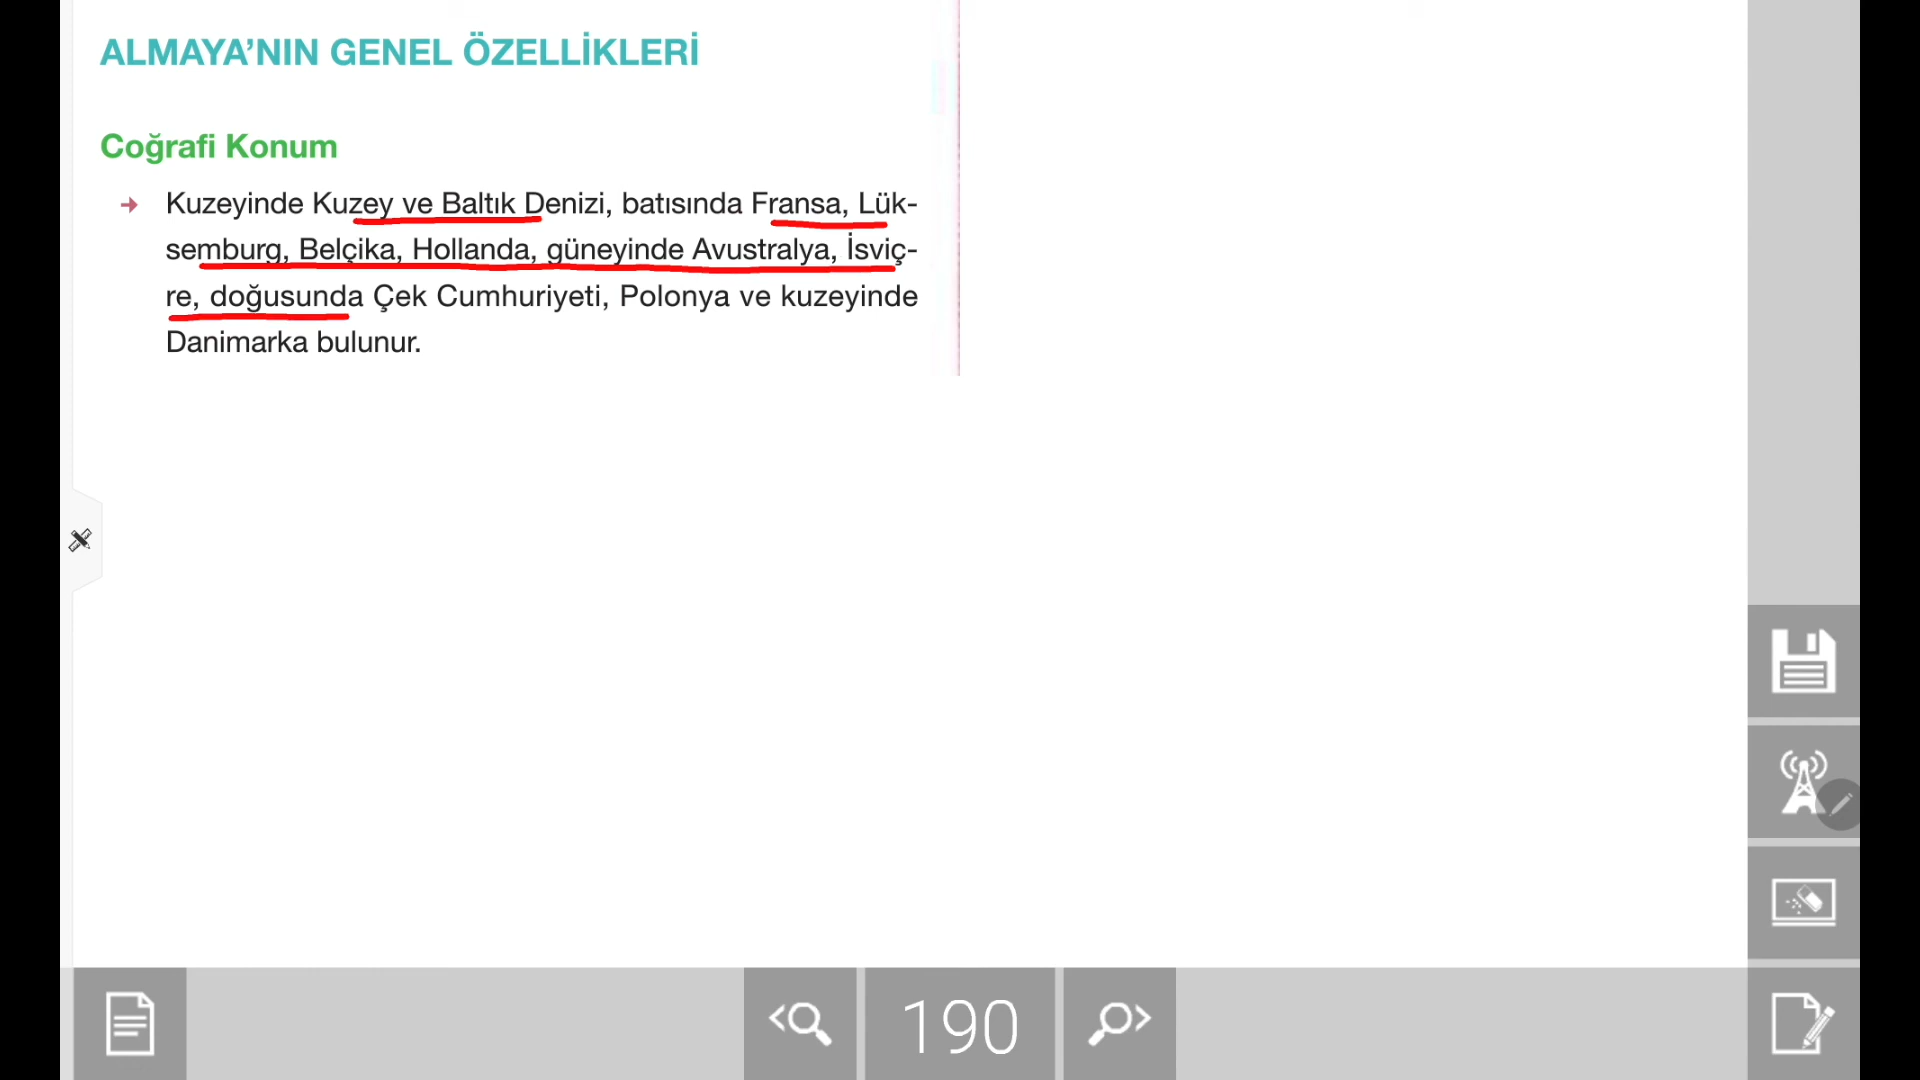 ALMAYA’NIN GENEL ÖZELLİKLERİ
Coğrafi Konum
Kuzeyinde Kuzey ve Baltık Denizi, batısında Fransa, Lük-
semburg, Belçika, Hollanda, güneyinde Avustralya, İsviç-
re, doğusunda Çek Cumhuriyeti, Polonya ve kuzeyinde
Danimarka bulunur.
190